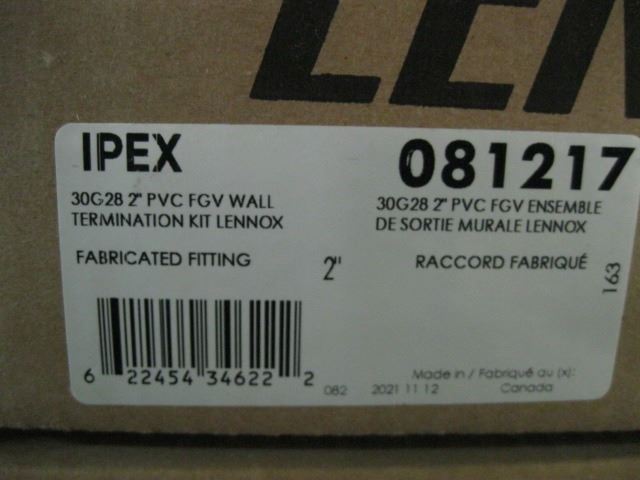 LEN
IPEX
081217
30G28 2" PVC FGV WALL
TERMINATION KIT LENNOX
30G28 2" PVC FGV ENSEMBLE
DE SORTIE MURALE LENNOX
FABRICATED FITTING
2"
RACCORD FABRIQUÉ
163
6 22454 34622 2
082
2021 11 12
Made in / Fabriqué au (x):
Canada